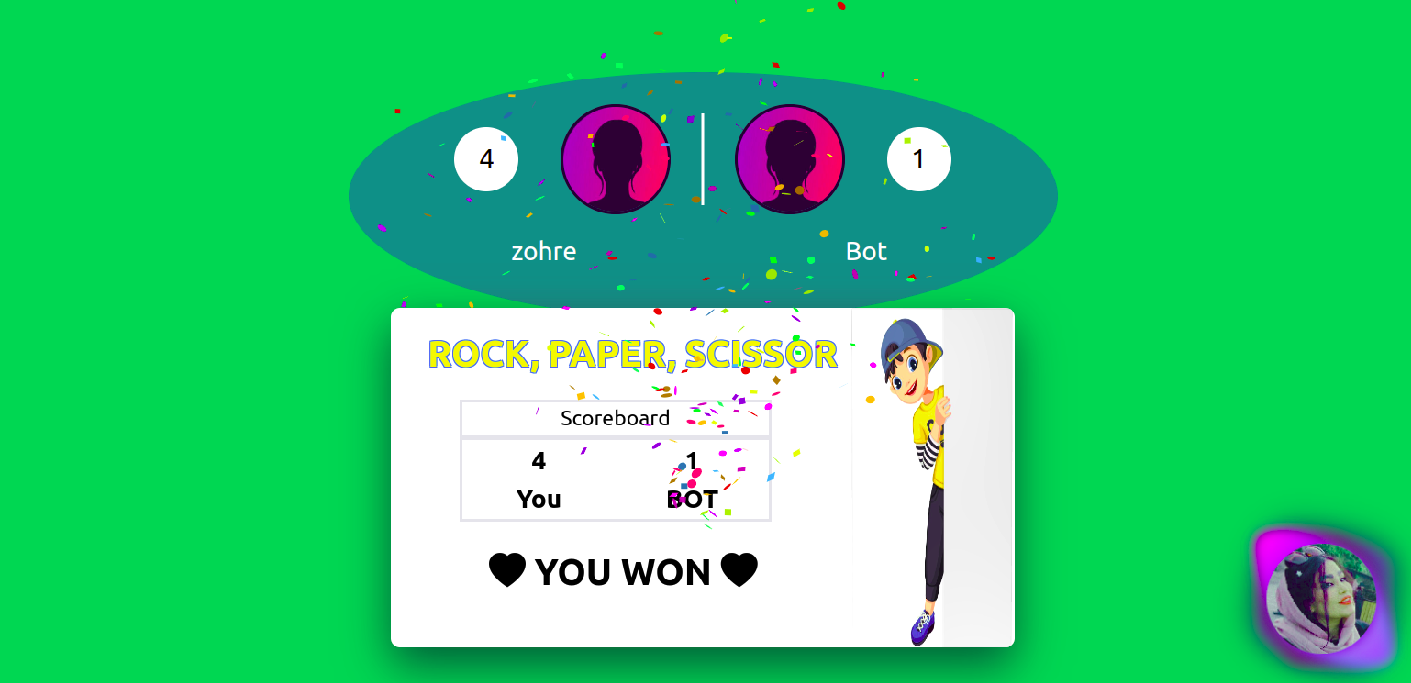 4 1
zohre Bot
ROCK, PAPER, SCISSOR
Scoreboard
4 1
You BOT
♥ YOU WON ♥